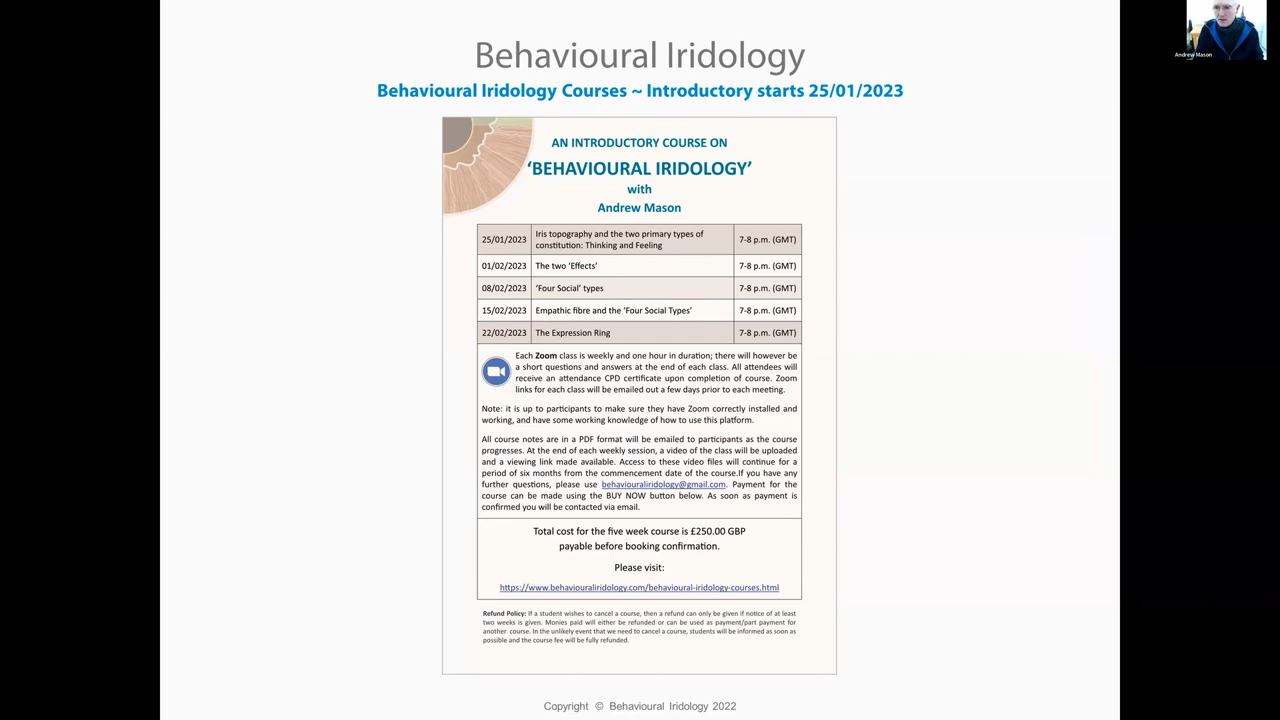 Behavioural Iridology
Behavioural Iridology Courses ~ Introductory starts 25/01/2023
Andrew Mason
AN INTRODUCTORY COURSE ON
‘BEHAVIOURAL IRIDOLOGY’
with
Andrew Mason
25/01/2023 Iris topography and the two primary types of
constitution: Thinking and Feeling 7-8 p.m. (GMT)
01/02/2023 The two ‘Effects’ 7-8 p.m. (GMT)
08/02/2023 ‘Four Social’ types 7-8 p.m. (GMT)
15/02/2023 Empathic fibre and the ‘Four Social Types’ 7-8 p.m. (GMT)
22/02/2023 The Expression Ring 7-8 p.m. (GMT)
Each Zoom class is weekly and one hour in duration; there will however be
a short questions and answers at the end of each class. All attendees will
receive an attendance CPD certificate upon completion of course. Zoom
links for each class will be emailed out a few days prior to each meeting.
Note: it is up to participants to make sure they have Zoom correctly installed and
working, and have some working knowledge of how to use this platform.
All course notes are in a PDF format will be emailed to participants as the course
progresses. At the end of each weekly session, a video of the class will be uploaded
and a viewing link made available. Access to these video files will continue for a
period of six months from the commencement date of the course.If you have any
further questions, please use behaviouraliridology@gmail.com. Payment for the
course can be made using the BUY NOW button below. As soon as payment is
confirmed you will be contacted via email.
Total cost for the five week course is £250.00 GBP
payable before booking confirmation.
Please visit:
https://www.behaviouraliridology.com/behavioural-iridology-courses.html
Refund Policy: If a student wishes to cancel a course, then a refund can only be given if notice of at least
two weeks is given. Monies paid will either be refunded or can be used as payment/part payment for
another course. In the unlikely event that we need to cancel a course, students will be informed as soon as
possible and the course fee will be fully refunded.
Copyright © Behavioural Iridology 2022